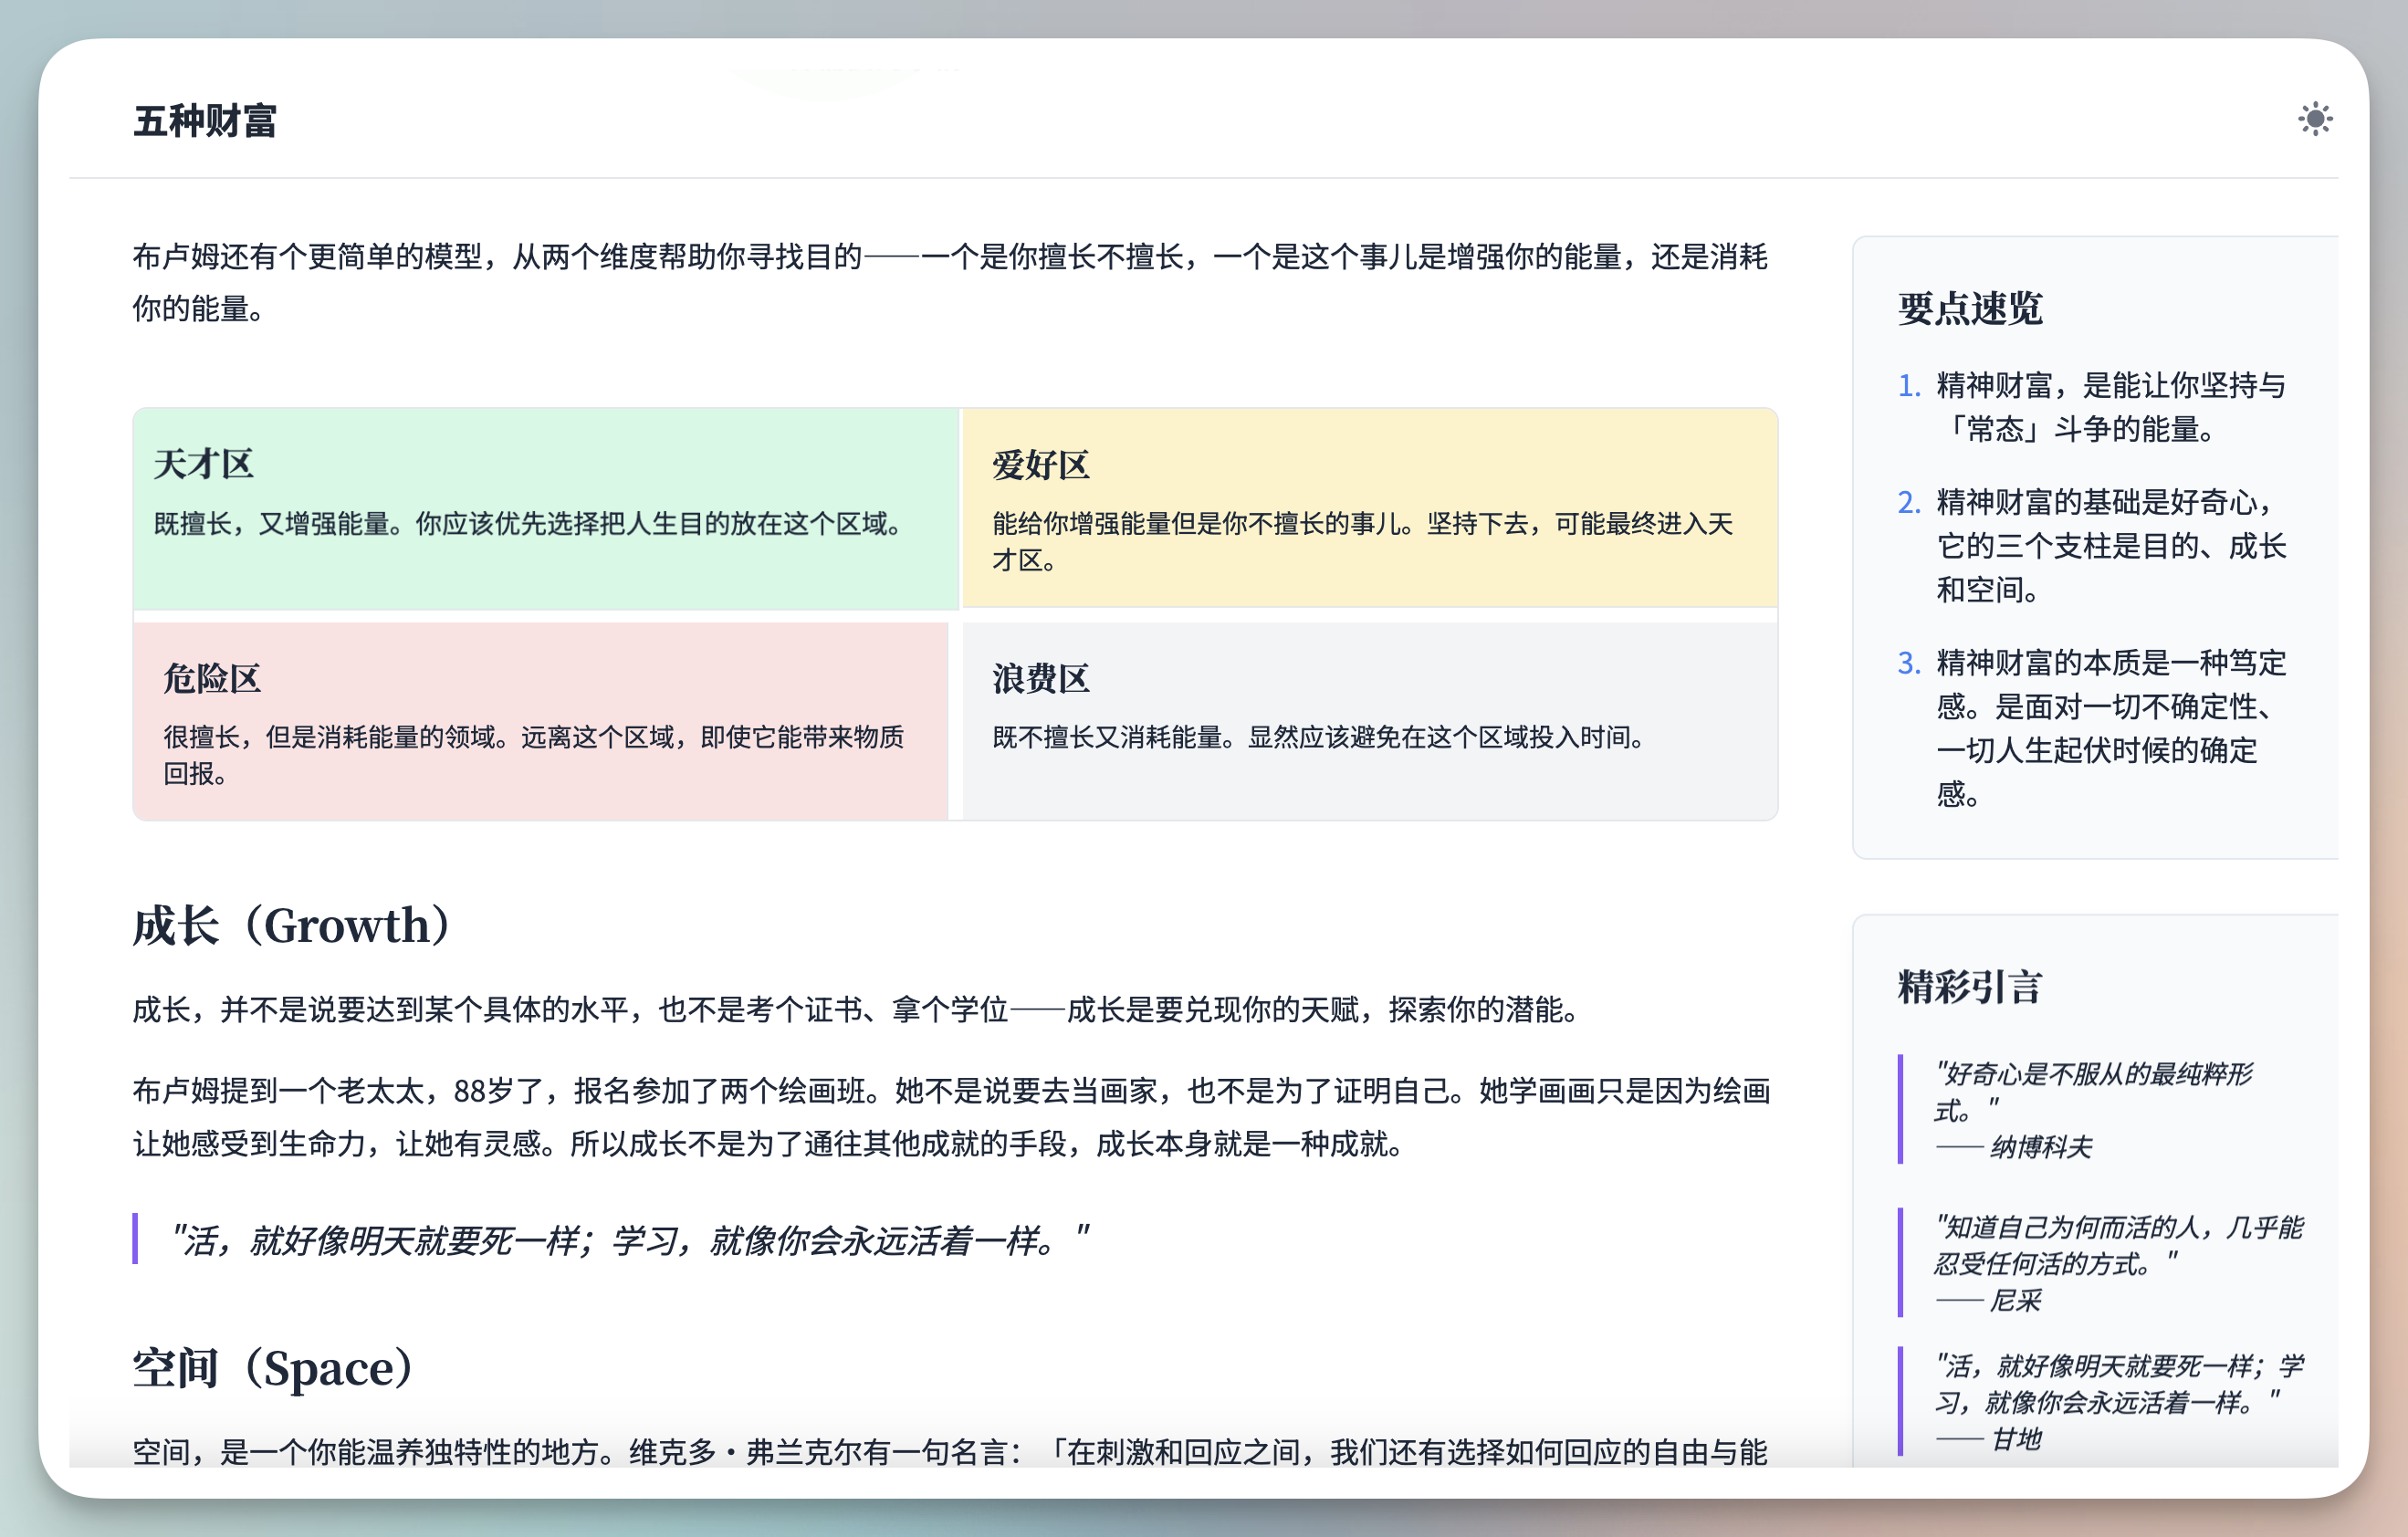 五种财富
布卢姆还有个更简单的模型，从两个维度帮助你寻找目的——一个是你擅长不擅长，一个是这个事儿是增强你的能量，还是消耗
你的能量。
天才区
既擅长，又增强能量。你应该优先选择把人生目的放在这个区域。
爱好区
能给你增强能量但是你不擅长的事儿。坚持下去，可能最终进入天
才区。
危险区
很擅长，但是消耗能量的领域。远离这个区域，即使它能带来物质
回报。
浪费区
既不擅长又消耗能量。显然应该避免在这个区域投入时间。
成长（Growth）
成长，并不是说要达到某个具体的水平，也不是考个证书、拿个学位——成长是要兑现你的天赋，探索你的潜能。
布卢姆提到一个老太太，88岁了，报名参加了两个绘画班。她不是说要去当画家，也不是为了证明自己。她学画画只是因为绘画
让她感受到生命力，让她有灵感。所以成长不是为了通往其他成就的手段，成长本身就是一种成就。
"活，就好像明天就要死一样；学习，就像你会永远活着一样。"
空间（Space）
空间，是一个你能温养独特性的地方。维克多·弗兰克尔有一句名言：「在刺激和回应之间，我们还有选择如何回应的自由与能
要点速览
1. 精神财富，是能让你坚持与
「常态」斗争的能量。
2. 精神财富的基础是好奇心，
它的三个支柱是目的、成长
和空间。
3. 精神财富的本质是一种笃定
感。是面对一切不确定性、
一切人生起伏时候的确定
感。
精彩引言
"好奇心是不服从的最纯粹形
式。"
—— 纳博科夫
"知道自己为何而活的人，几乎能
忍受任何活的方式。"
—— 尼采
"活，就好像明天就要死一样；学
习，就像你会永远活着一样。"
—— 甘地